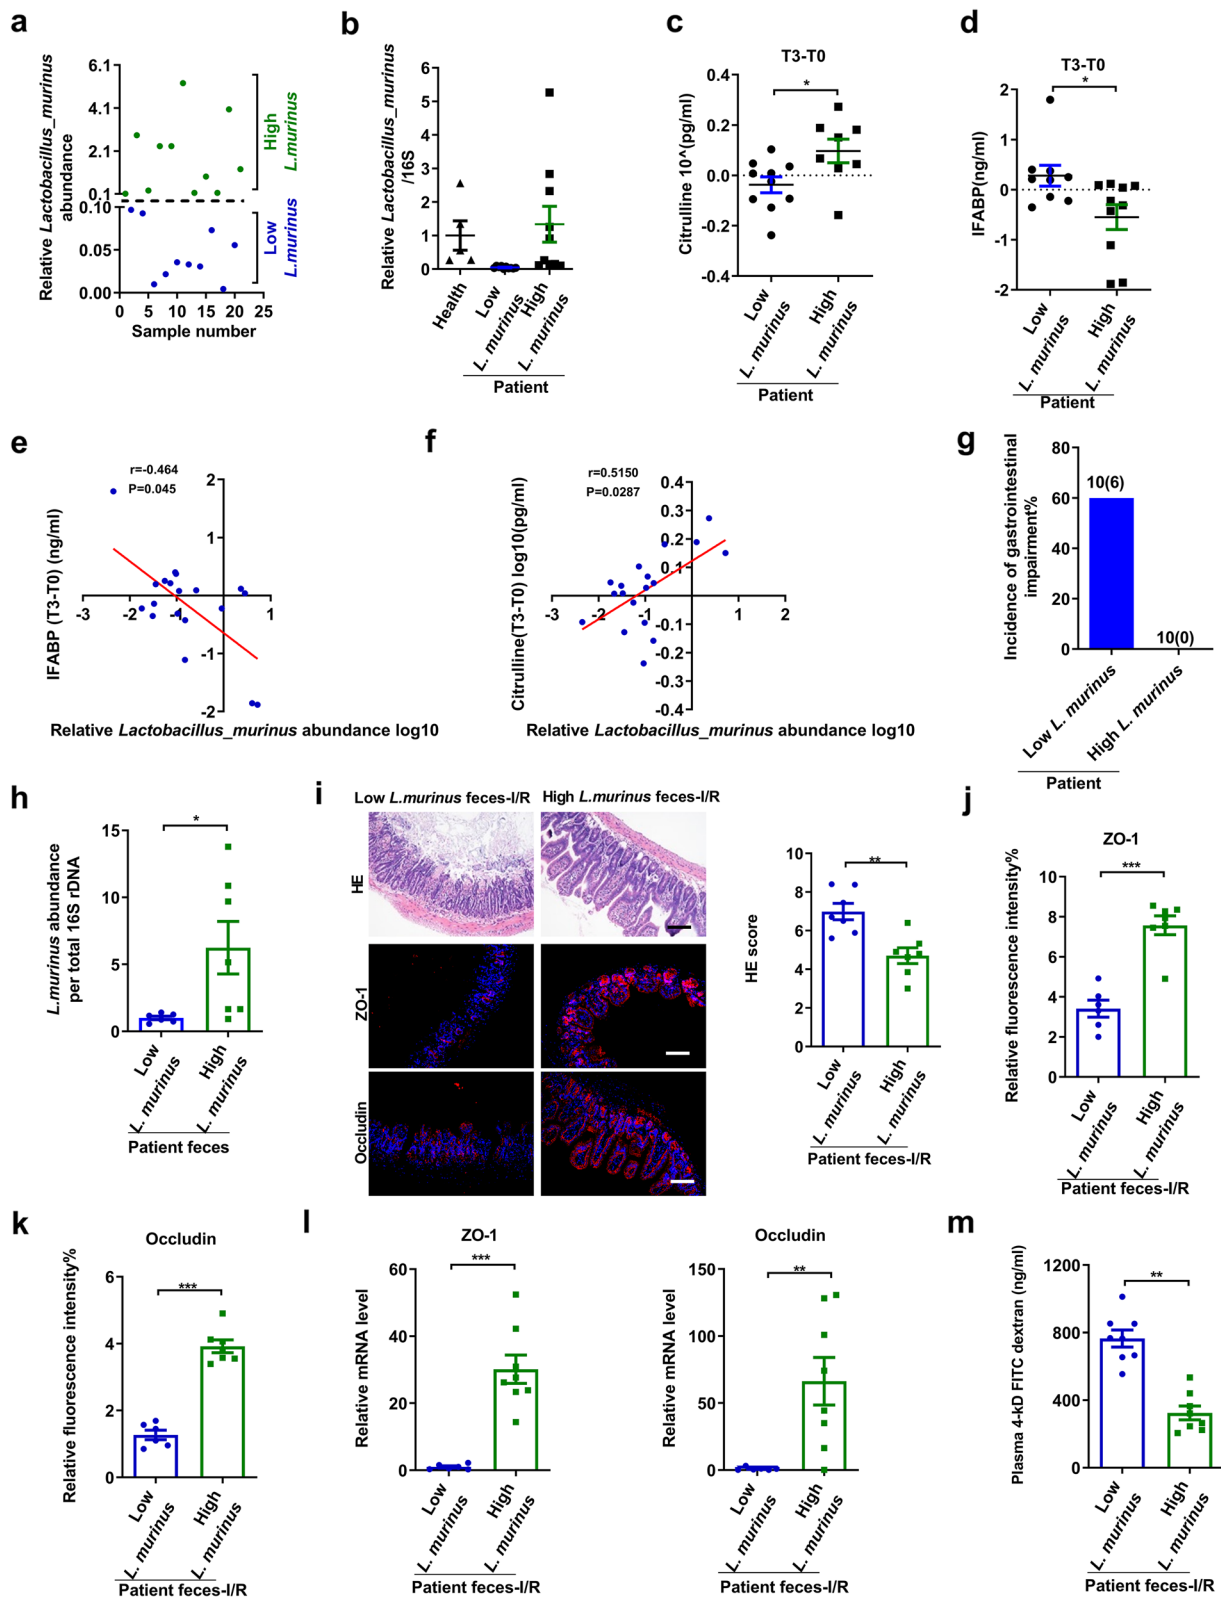 a
Relative Lactobacillus_murinus
abundance
6.1
4.1
2.1
0.1
0.10
0.05
0.00
0 5 10 15 20 25
Sample number
High
L.murinus
Low
L.murinus
b
Relative Lactobacillus_murinus
/16S
6
5
4
3
2
1
0
Health
Low
L. murinus
High
L. murinus
Patient
c
T3-T0
*
Citrulline 10^(pg/ml)
0.4
0.2
0.0
-0.2
-0.4
Low
L. murinus
High
L. murinus
Patient
d
T3-T0
*
IFABP(ng/ml)
2
1
0
-1
-2
Low
L. murinus
High
L. murinus
Patient
e
r=-0.464
P=0.045
IFABP (T3-T0) (ng/ml)
2
1
-1
-2
-3 -2 -1 0 1
Relative Lactobacillus_murinus abundance log10
f
r=0.5150
P=0.0287
Citrulline(T3-T0) log10(pg/ml)
0.4
0.3
0.2
0.1
-0.1
-0.2
-0.3
-0.4
-3 -2 -1 0 1 2
Relative Lactobacillus_murinus abundance log10
g
Incidence of gastrointestinal
impairment%
80
60
40
20
0
10(6)
10(0)
Low L. murinus
High L. murinus
Patient
h
L.murinus abundance
per total 16S rDNA
15
10
5
0
*
Low
L. murinus
High
L. murinus
Patient feces
i
Low L.murinus feces-I/R High L.murinus feces-I/R
HE
ZO-1
Occludin
HE score
10
8
6
4
2
0
**
Low
L. murinus
High
L. murinus
Patient feces-I/R
j
ZO-1
***
Relative fluorescence intensity%
10
8
6
4
2
0
Low
L. murinus
High
L. murinus
Patient feces-I/R
k
Occludin
***
Relative fluorescence intensity%
6
4
2
0
Low
L. murinus
High
L. murinus
Patient feces-I/R
l
ZO-1
***
Relative mRNA level
60
40
20
0
Low
L. murinus
High
L. murinus
Patient feces-I/R
Occludin
**
Relative mRNA level
150
100
50
0
Low
L. murinus
High
L. murinus
Patient feces-I/R
m
**
Plasma 4-kD FITC dextran (ng/ml)
1200
800
400
0
Low
L. murinus
High
L. murinus
Patient feces-I/R